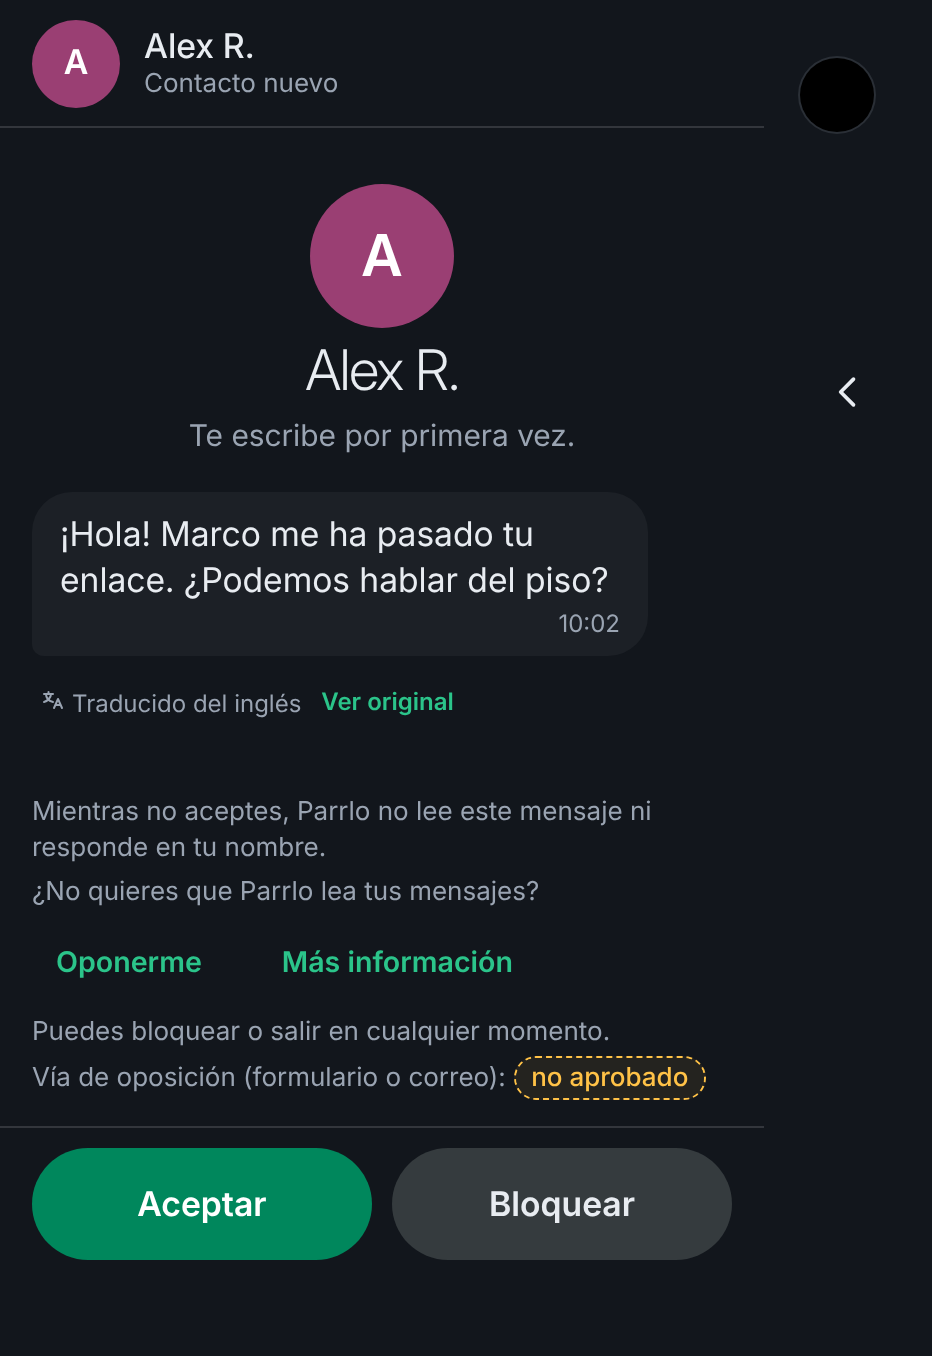 A
Alex R.
Contacto nuevo
A
Alex R.
Te escribe por primera vez.
¡Hola! Marco me ha pasado tu
enlace. ¿Podemos hablar del piso?
10:02
Traducido del inglés Ver original
Mientras no aceptes, Parrlo no lee este mensaje ni
responde en tu nombre.
¿No quieres que Parrlo lea tus mensajes?
Oponerme Más información
Puedes bloquear o salir en cualquier momento.
Vía de oposición (formulario o correo): no aprobado
Aceptar Bloquear